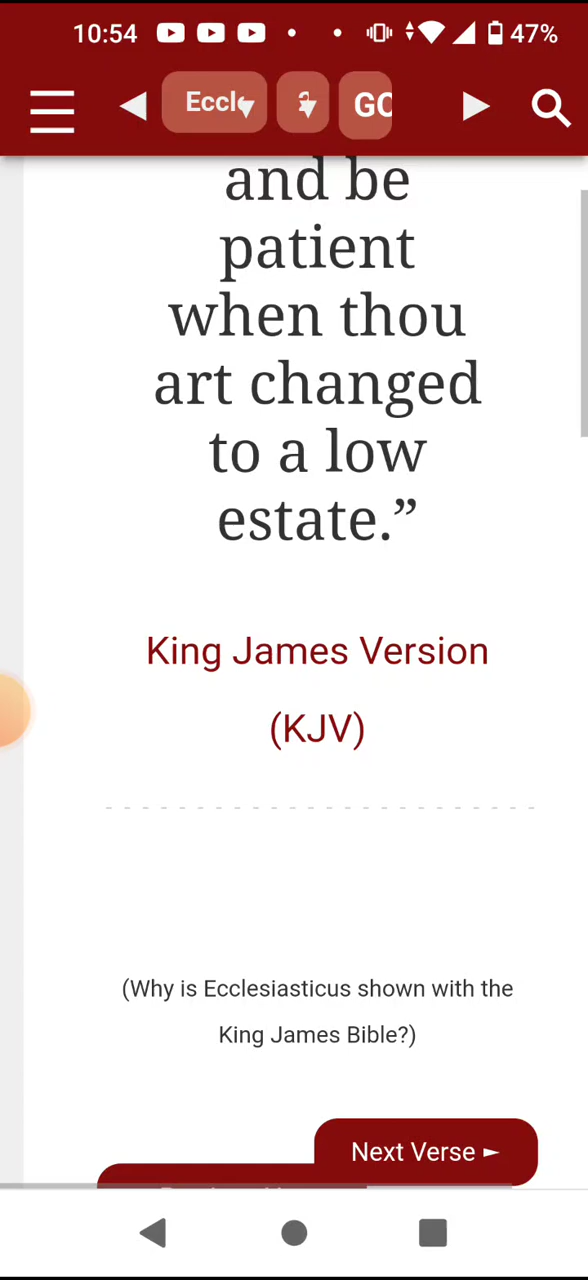 10:54 47%
Eccl 2 GO
and be
patient
when thou
art changed
to a low
estate.”
King James Version
(KJV)
(Why is Ecclesiasticus shown with the
King James Bible?)
Next Verse ►